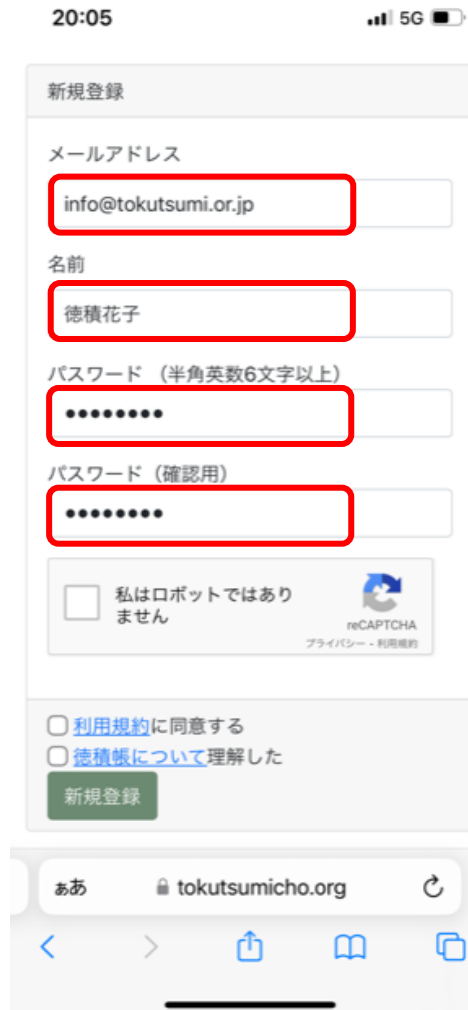 20:05
5G
新規登録
メールアドレス
info@tokutsumi.or.jp
名前
徳積花子
パスワード （半角英数6文字以上）
••••••••
パスワード（確認用）
••••••••
私はロボットではあり
ません
reCAPTCHA
プライバシー - 利用規約
利用規約に同意する
徳積帳について理解した
新規登録
ぁあ
tokutsumicho.org